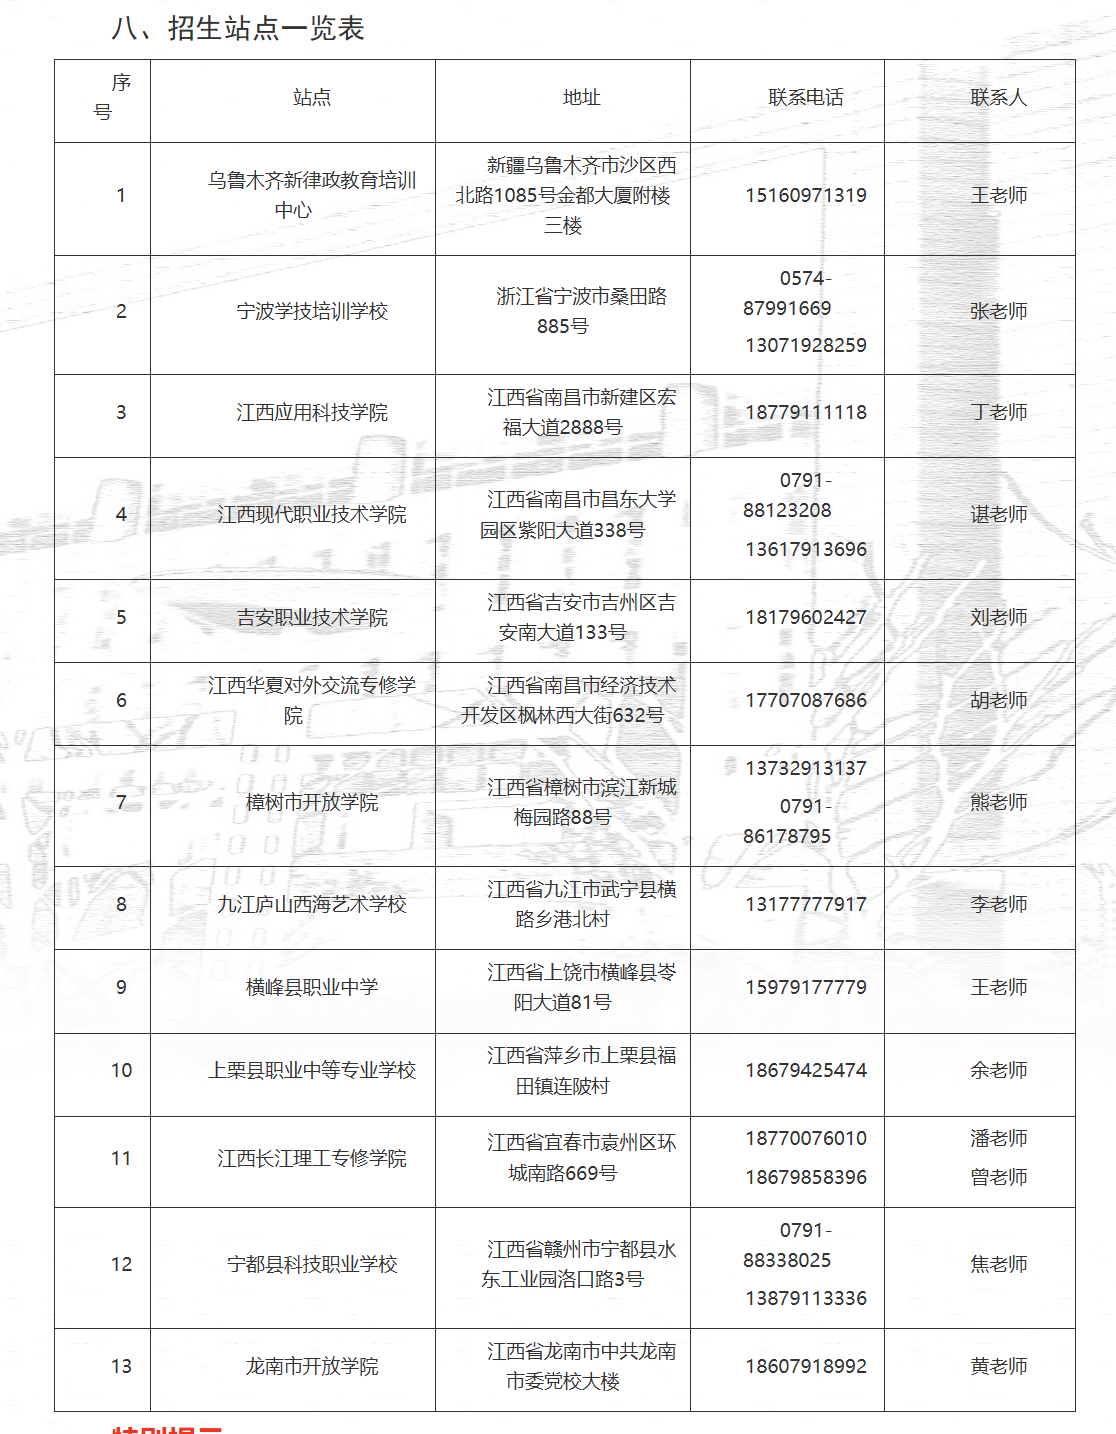 八、招生站点一览表
序
号
站点
地址
联系电话
联系人
1
乌鲁木齐新律政教育培训
中心
新疆乌鲁木齐市沙区西
北路1085号金都大厦附楼
三楼
15160971319
王老师
2
宁波学技培训学校
浙江省宁波市桑田路
885号
0574-
87991669
13071928259
张老师
3
江西应用科技学院
江西省南昌市新建区宏
福大道2888号
18779111118
丁老师
4
江西现代职业技术学院
江西省南昌市昌东大学
园区紫阳大道338号
0791-
88123208
13617913696
谌老师
5
吉安职业技术学院
江西省吉安市吉州区吉
安南大道133号
18179602427
刘老师
6
江西华夏对外交流专修学
院
江西省南昌市经济技术
开发区枫林西大街632号
17707087686
胡老师
7
樟树市开放学院
江西省樟树市滨江新城
梅园路88号
13732913137
0791-
86178795
熊老师
8
九江庐山西海艺术学校
江西省九江市武宁县横
路乡港北村
13177777917
李老师
9
横峰县职业中学
江西省上饶市横峰县岑
阳大道81号
15979177779
王老师
10
上栗县职业中等专业学校
江西省萍乡市上栗县福
田镇连陂村
18679425474
余老师
11
江西长江理工专修学院
江西省宜春市袁州区环
城南路669号
18770076010
18679858396
潘老师
曾老师
12
宁都县科技职业学校
江西省赣州市宁都县水
东工业园洛口路3号
0791-
88338025
13879113336
焦老师
13
龙南市开放学院
江西省龙南市中共龙南
市委党校大楼
18607918992
黄老师